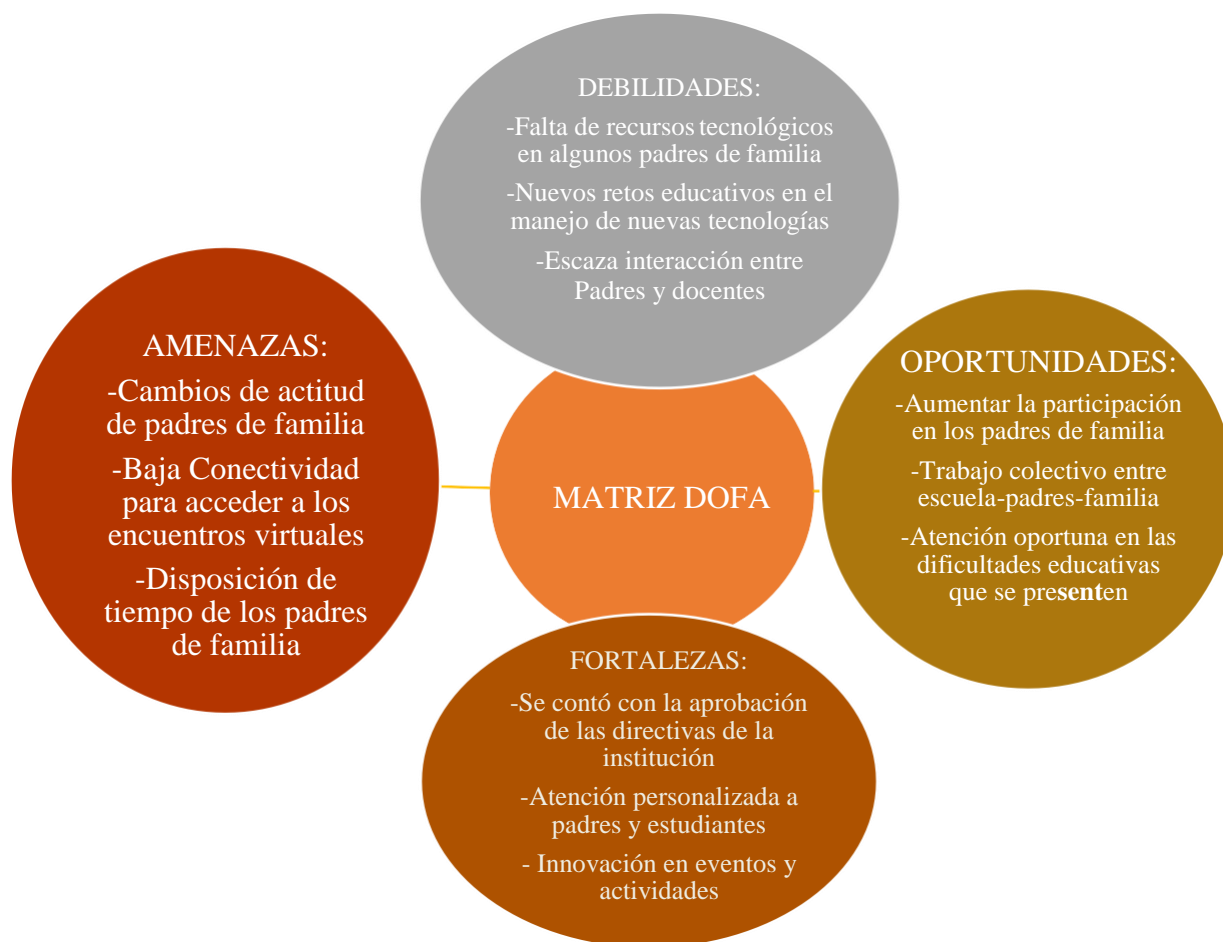 DEBILIDADES:
-Falta de recursos tecnológicos
en algunos padres de familia
-Nuevos retos educativos en el
manejo de nuevas tecnologías
-Escaza interacción entre
Padres y docentes
AMENAZAS:
-Cambios de actitud
de padres de familia
-Baja Conectividad
para acceder a los
encuentros virtuales
-Disposición de
tiempo de los padres
de familia
MATRIZ DOFA
OPORTUNIDADES:
-Aumentar la participación
en los padres de familia
-Trabajo colectivo entre
escuela-padres-familia
-Atención oportuna en las
dificultades educativas
que se presenten
FORTALEZAS:
-Se contó con la aprobación
de las directivas de la
institución
-Atención personalizada a
padres y estudiantes
- Innovación en eventos y
actividades